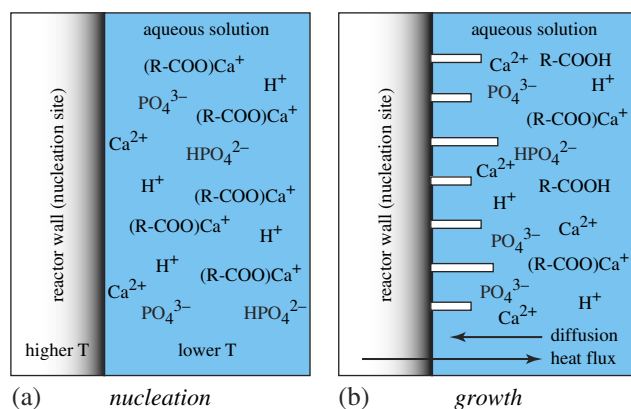 aqueous solution
(R-COO)Ca⁺
H⁺
PO₄³⁻
(R-COO)Ca⁺
Ca²⁺
HPO₄²⁻
H⁺
(R-COO)Ca⁺
(R-COO)Ca⁺
H⁺
H⁺
(R-COO)Ca⁺
Ca²⁺
PO₄³⁻
HPO₄²⁻
reactor wall (nucleation site)
higher T
lower T
(a)
nucleation
aqueous solution
Ca²⁺
R-COOH
PO₄³⁻
H⁺
(R-COO)Ca⁺
HPO₄²⁻
Ca²⁺
R-COOH
H⁺
Ca²⁺
PO₄³⁻
(R-COO)Ca⁺
PO₄³⁻
H⁺
Ca²⁺
reactor wall (nucleation site)
diffusion
heat flux
(b)
growth